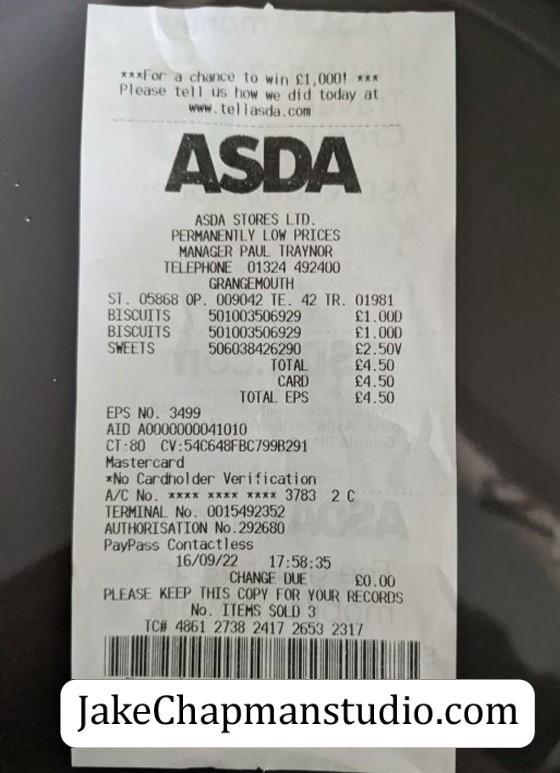 ***For a chance to win £1,000! ***
Please tell us how we did today at
www.tellasda.com
ASDA
ASDA STORES LTD.
PERMANENTLY LOW PRICES
MANAGER PAUL TRAYNOR
TELEPHONE 01324 492400
GRANGEMOUTH
ST. 05868 OP. 009042 TE. 42 TR. 01981
BISCUITS 501003506929 £1.00D
BISCUITS 501003506929 £1.00D
SWEETS 506038426290 £2.50V
TOTAL £4.50
CARD £4.50
TOTAL EPS £4.50
EPS NO. 3499
AID A0000000041010
CT:80 CV:54C648FBC799B291
Mastercard
*No Cardholder Verification
A/C No. **** **** **** 3783 2 C
TERMINAL No. 0015492352
AUTHORISATION No.292680
PayPass Contactless
16/09/22 17:58:35
CHANGE DUE £0.00
PLEASE KEEP THIS COPY FOR YOUR RECORDS
No. ITEMS SOLD 3
TC# 4861 2738 2417 2653 2317
JakeChapmanstudio.com